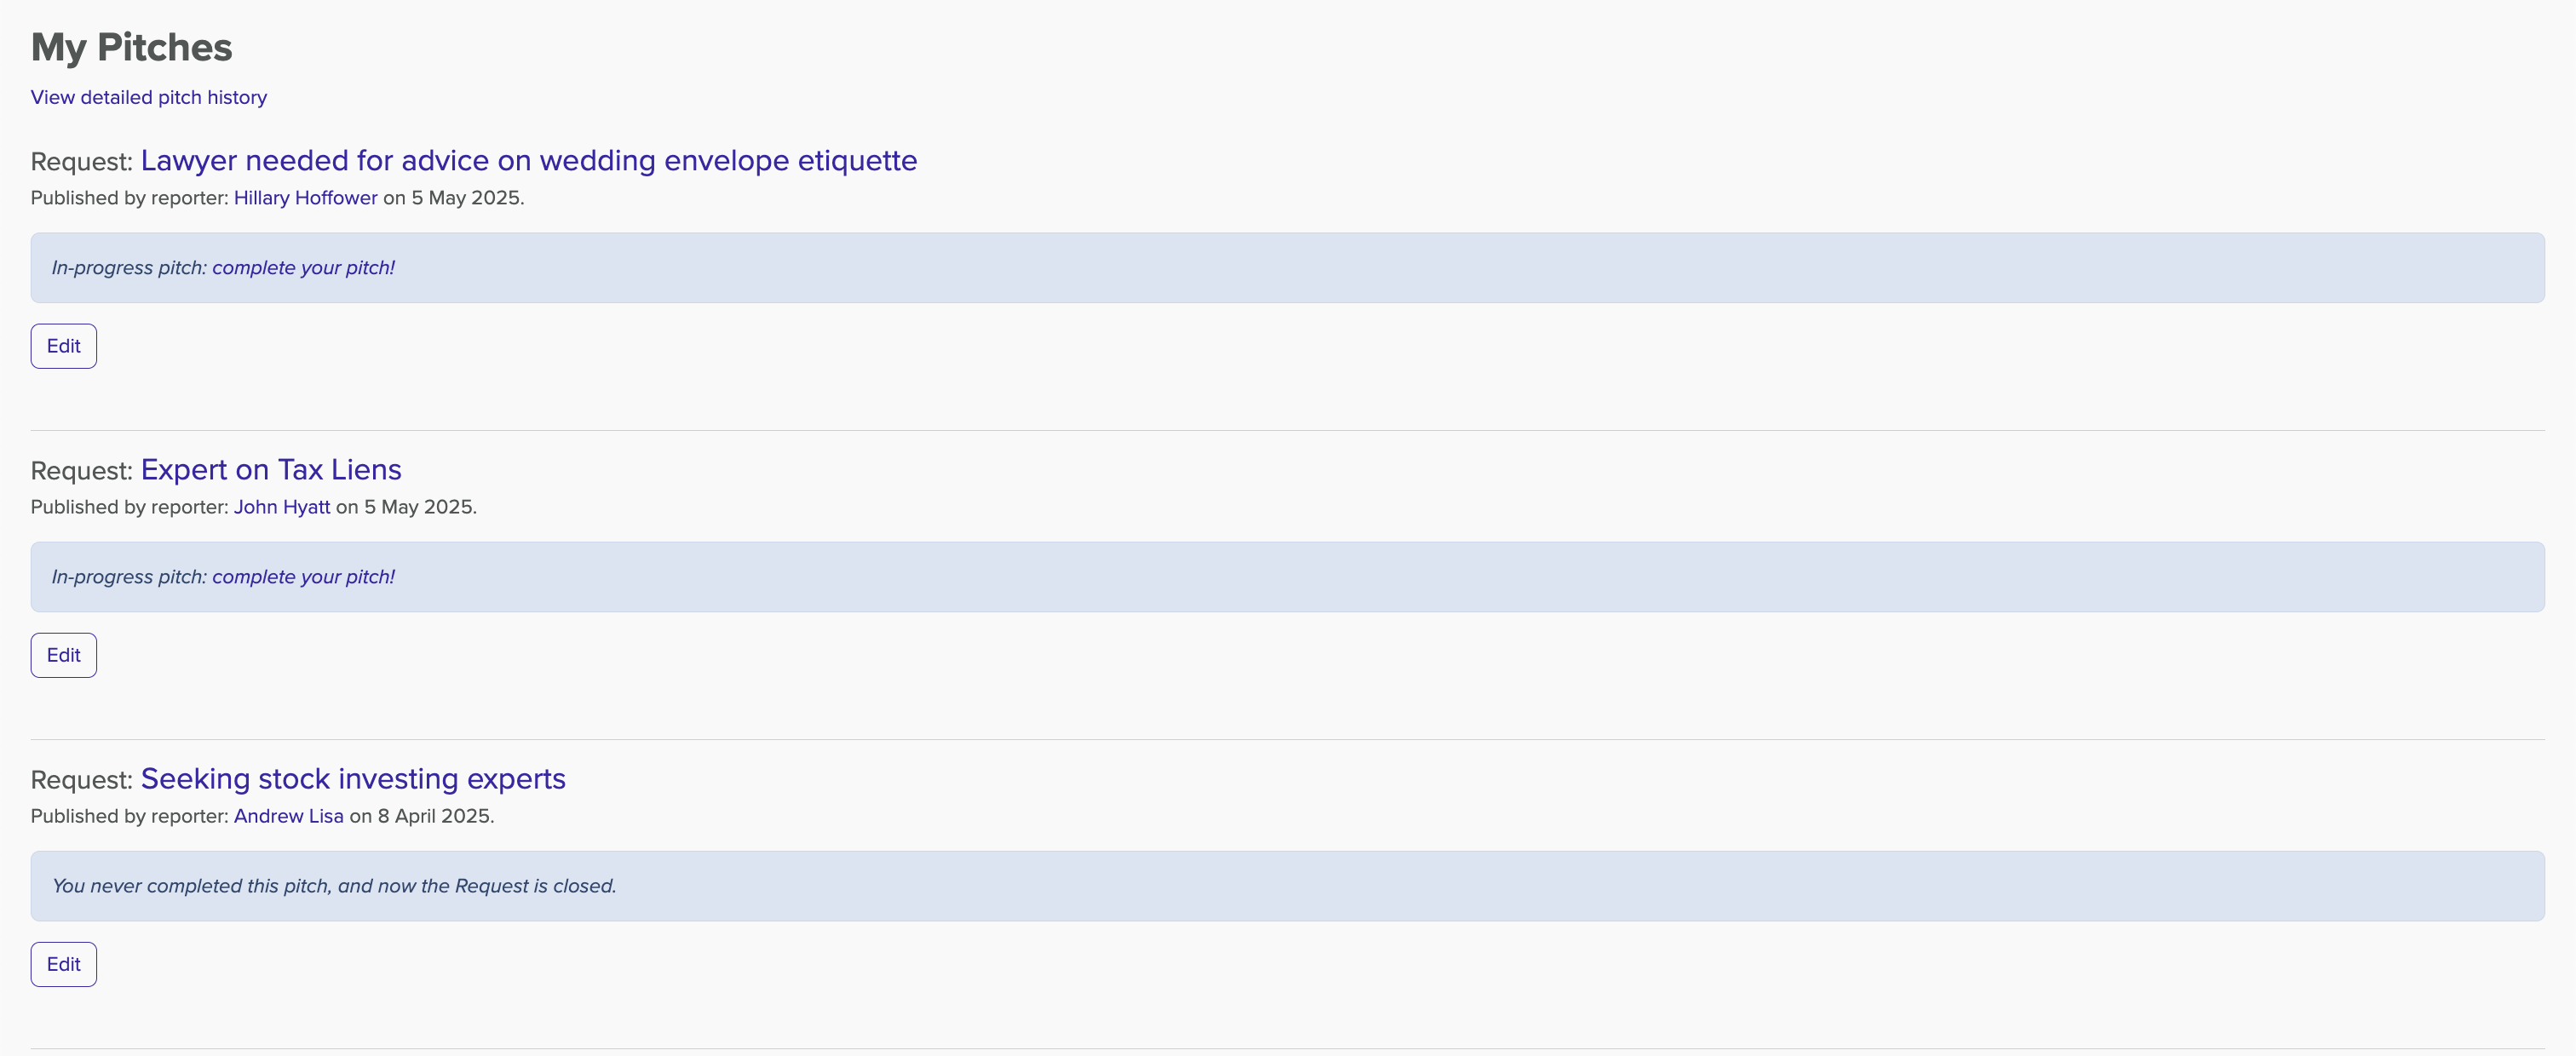 My Pitches
View detailed pitch history
Request: Lawyer needed for advice on wedding envelope etiquette
Published by reporter: Hillary Hoffower on 5 May 2025.
In-progress pitch: complete your pitch!
Edit
Request: Expert on Tax Liens
Published by reporter: John Hyatt on 5 May 2025.
In-progress pitch: complete your pitch!
Edit
Request: Seeking stock investing experts
Published by reporter: Andrew Lisa on 8 April 2025.
You never completed this pitch, and now the Request is closed.
Edit